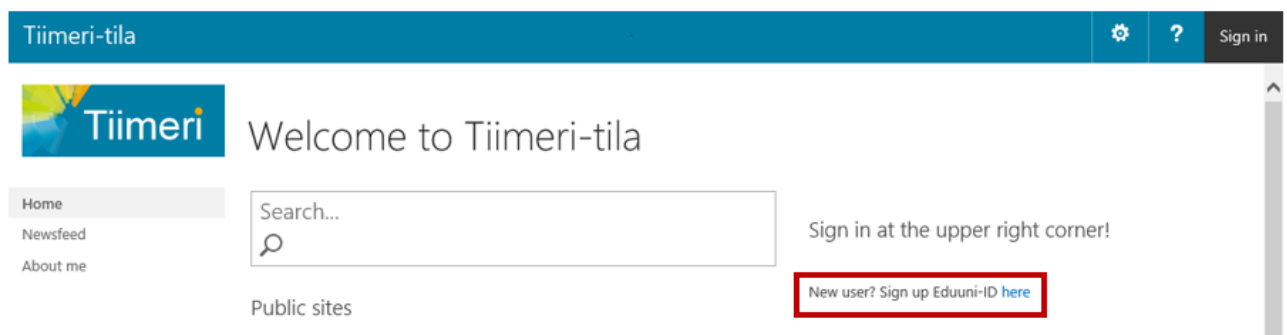 Tiimeri-tila
Sign in
Tiimeri
Welcome to Tiimeri-tila
Home
Newsfeed
About me
Search...
Public sites
Sign in at the upper right corner!
New user? Sign up Eduuni-ID here